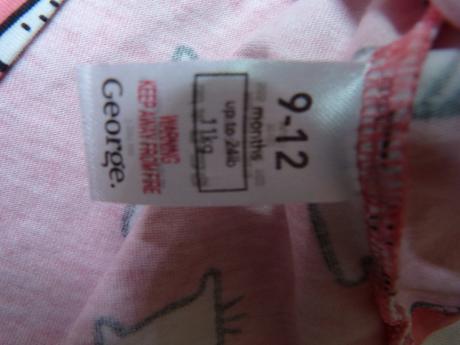 9-12
months
up to 24lb
11kg
WARNING
KEEP AWAY FROM FIRE
George.